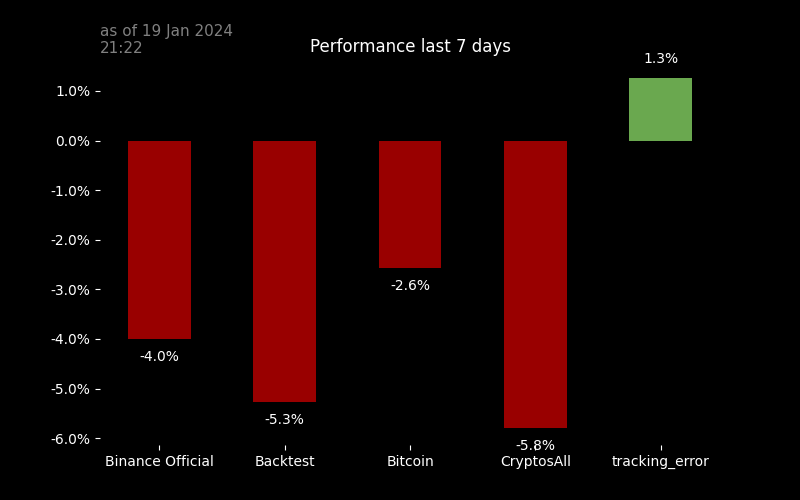 as of 19 Jan 2024
21:22
Performance last 7 days
1.3%
1.0%
0.0%
-1.0%
-2.0%
-3.0%
-4.0%
-5.0%
-6.0%
-4.0%
-5.3%
-2.6%
-5.8%
Binance Official
Backtest
Bitcoin
CryptosAll
tracking_error